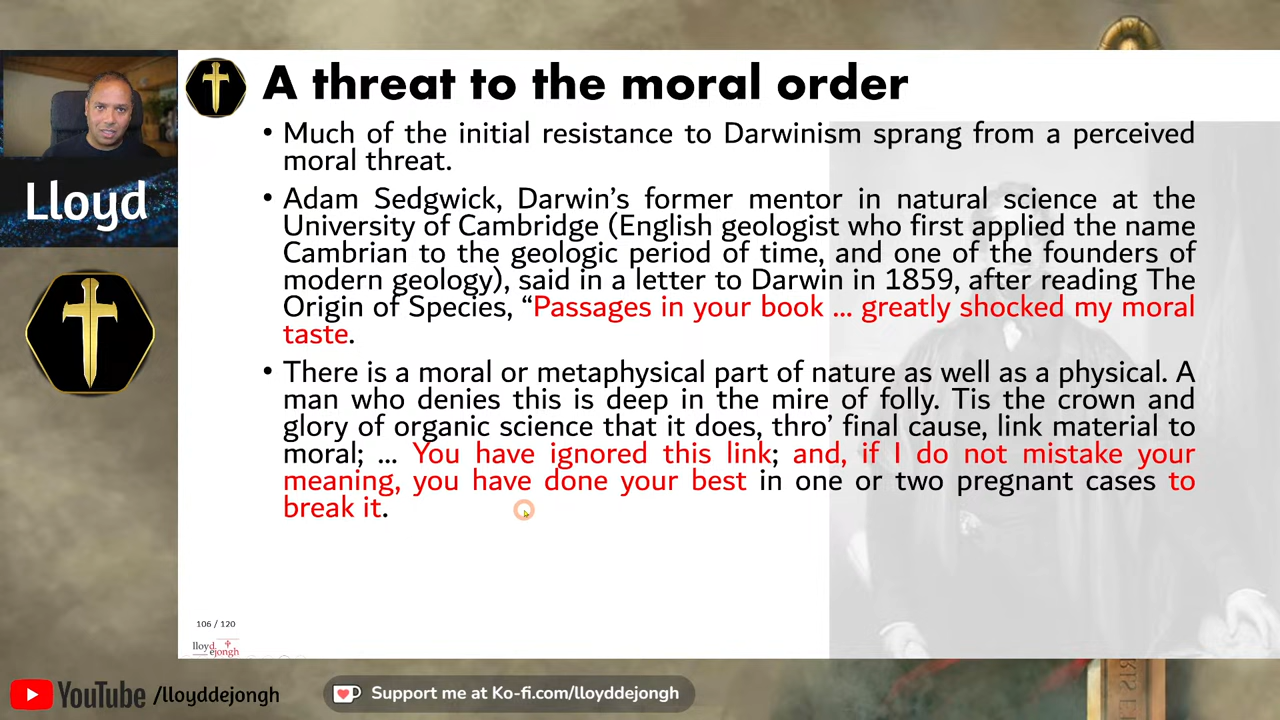 A threat to the moral order
• Much of the initial resistance to Darwinism sprang from a perceived
moral threat.
• Adam Sedgwick, Darwin’s former mentor in natural science at the
University of Cambridge (English geologist who first applied the name
Cambrian to the geologic period of time, and one of the founders of
modern geology), said in a letter to Darwin in 1859, after reading The
Origin of Species, “Passages in your book ... greatly shocked my moral
taste.
• There is a moral or metaphysical part of nature as well as a physical. A
man who denies this is deep in the mire of folly. Tis the crown and
glory of organic science that it does, thro’ final cause, link material to
moral; ... You have ignored this link; and, if I do not mistake your
meaning, you have done your best in one or two pregnant cases to
break it.
Lloyd
106 / 120
lloyd
ejongh
YouTube /lloyddejongh
Support me at Ko-fi.com/lloyddejongh